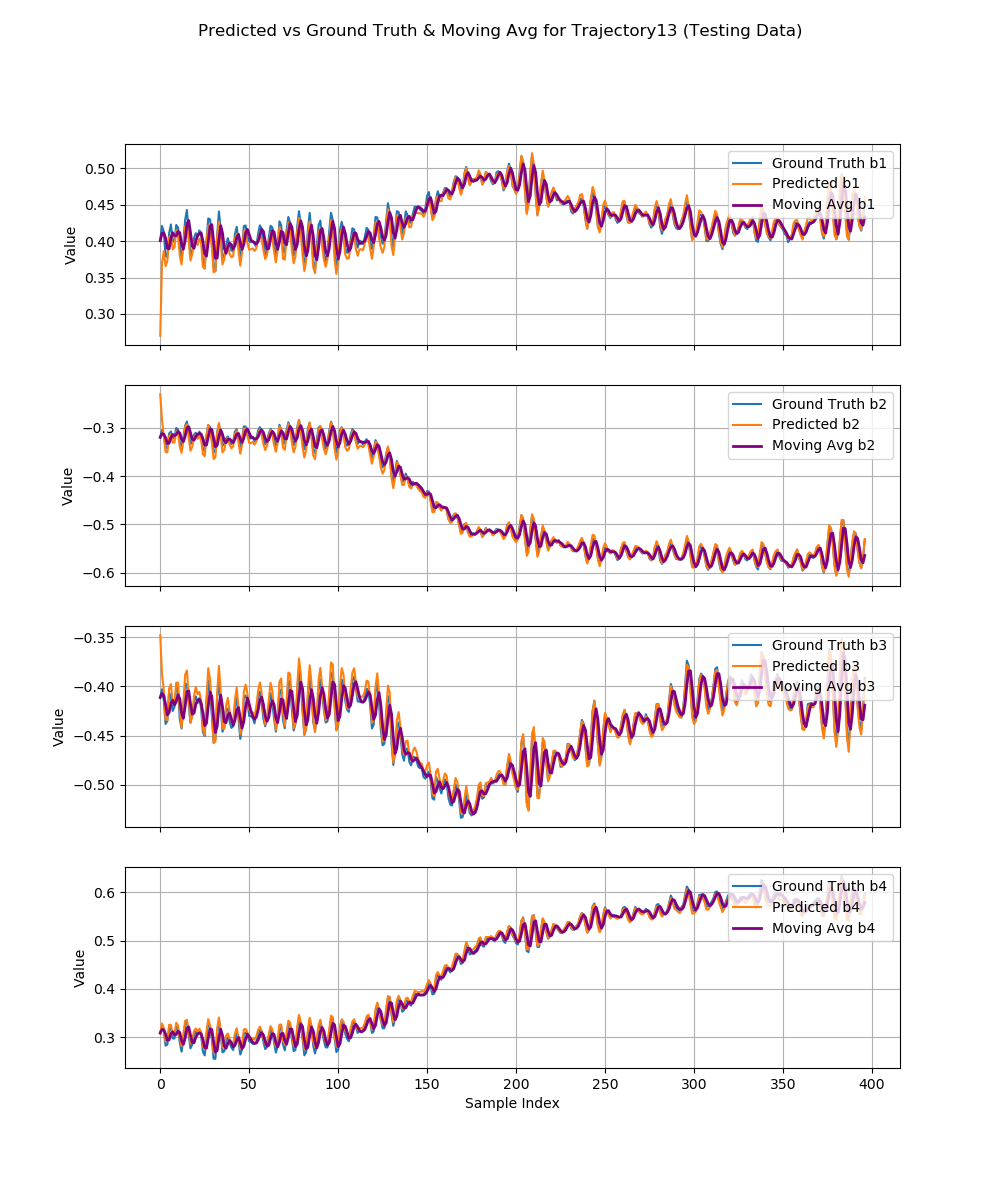 Predicted vs Ground Truth & Moving Avg for Trajectory13 (Testing Data)
0.50
0.45
0.40
0.35
0.30
Value
Ground Truth b1
Predicted b1
Moving Avg b1
−0.3
−0.4
−0.5
−0.6
Value
Ground Truth b2
Predicted b2
Moving Avg b2
−0.35
−0.40
−0.45
−0.50
Value
Ground Truth b3
Predicted b3
Moving Avg b3
0.6
0.5
0.4
0.3
Value
Ground Truth b4
Predicted b4
Moving Avg b4
0 50 100 150 200 250 300 350 400
Sample Index